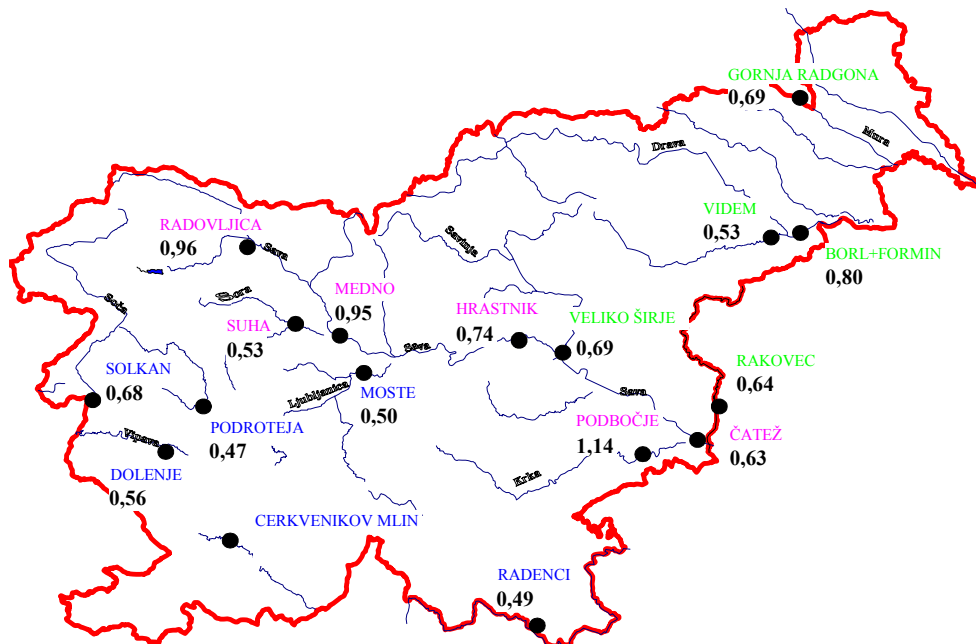 GORNJA RADGONA
0,69
Mura
Drava
VIDEM
0,53
BORL+FORMIN
0,80
RADOVLJICA
0,96
Sava
Savinja
Soča
Sora
MEDNO
0,95
HRASTNIK
0,74
VELIKO ŠIRJE
0,69
SUHA
0,53
Sava
SOLKAN
0,68
RAKOVEC
0,64
Ljubljanica
MOSTE
0,50
Sava
PODROTEJA
0,47
PODBOČJE
1,14
ČATEŽ
0,63
Vipava
DOLENJE
0,56
Krka
CERKVENIKOV MLIN
RADENCI
0,49